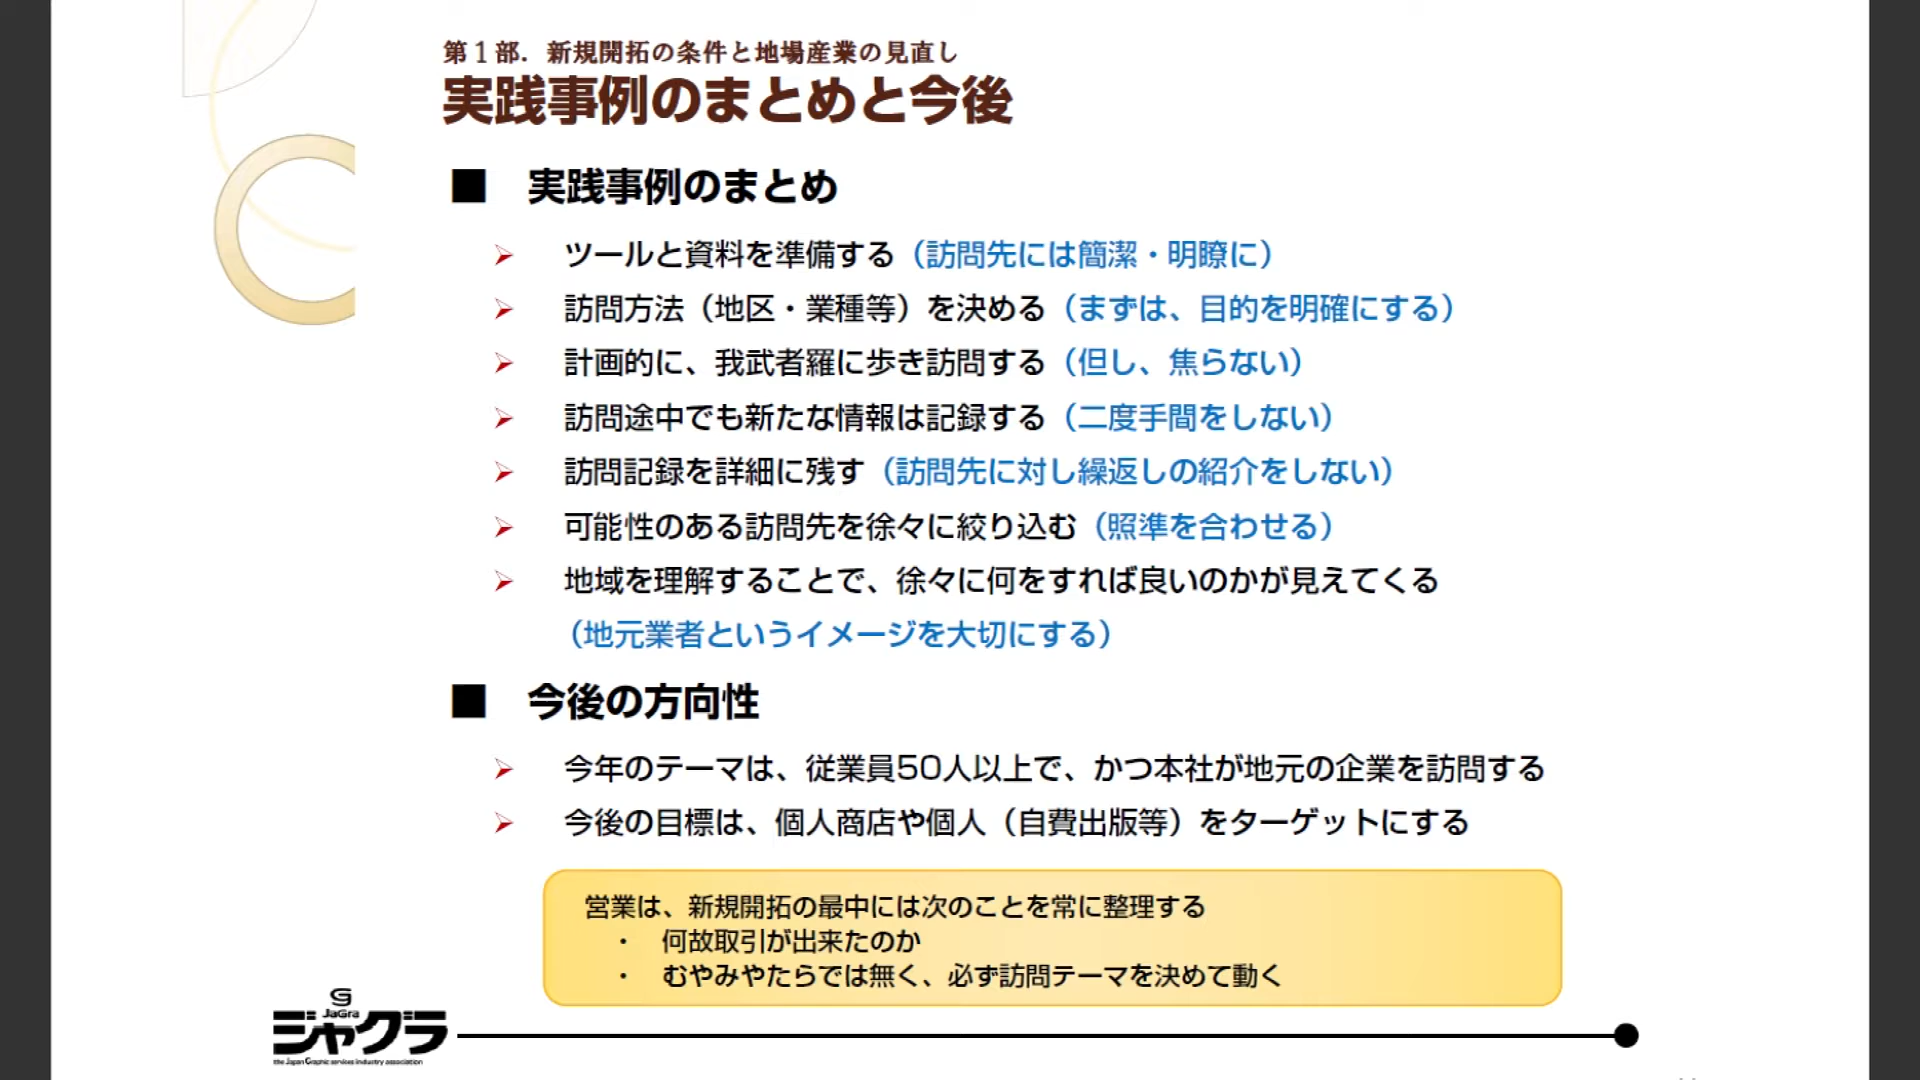 第1部．新規開拓の条件と地場産業の見直し
実践事例のまとめと今後
■ 実践事例のまとめ
➢ ツールと資料を準備する（訪問先には簡潔・明瞭に）
➢ 訪問方法（地区・業種等）を決める（まずは、目的を明確にする）
➢ 計画的に、我武者羅に歩き訪問する（但し、焦らない）
➢ 訪問途中でも新たな情報は記録する（二度手間をしない）
➢ 訪問記録を詳細に残す（訪問先に対し繰返しの紹介をしない）
➢ 可能性のある訪問先を徐々に絞り込む（照準を合わせる）
➢ 地域を理解することで、徐々に何をすれば良いのかが見えてくる
（地元業者というイメージを大切にする）
■ 今後の方向性
➢ 今年のテーマは、従業員50人以上で、かつ本社が地元の企業を訪問する
➢ 今後の目標は、個人商店や個人（自費出版等）をターゲットにする
営業は、新規開拓の最中には次のことを常に整理する
・ 何故取引が出来たのか
・ むやみやたらでは無く、必ず訪問テーマを決めて動く
JaGra
ジャグラ
the Japan Graphic services industry association